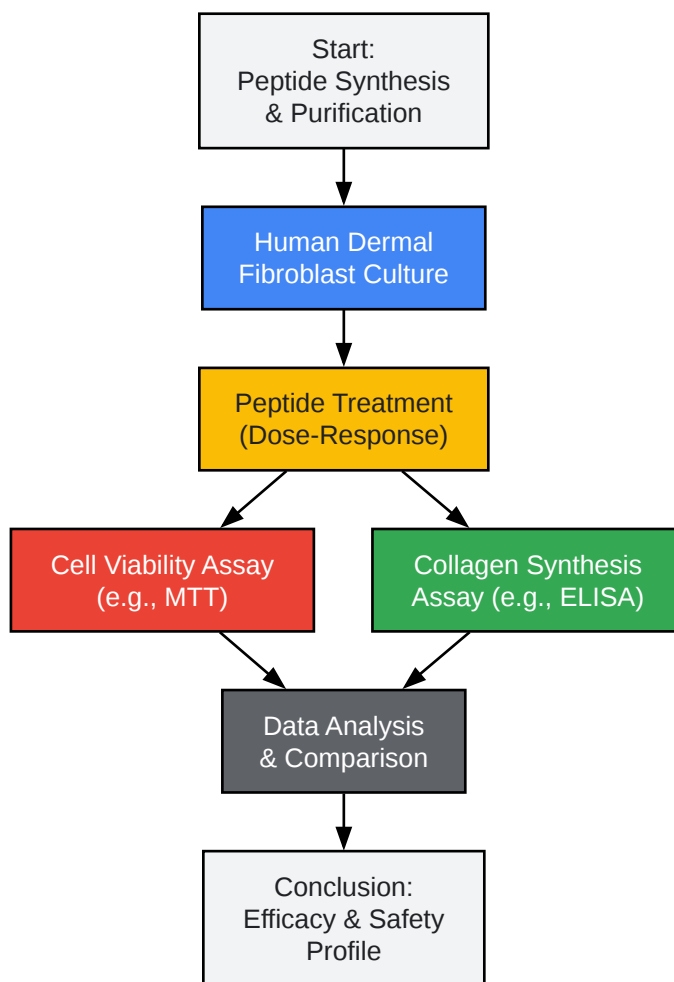 Start:
Peptide Synthesis
& Purification
Human Dermal
Fibroblast Culture
Peptide Treatment
(Dose-Response)
Cell Viability Assay
(e.g., MTT)
Collagen Synthesis
Assay (e.g., ELISA)
Data Analysis
& Comparison
Conclusion:
Efficacy & Safety
Profile